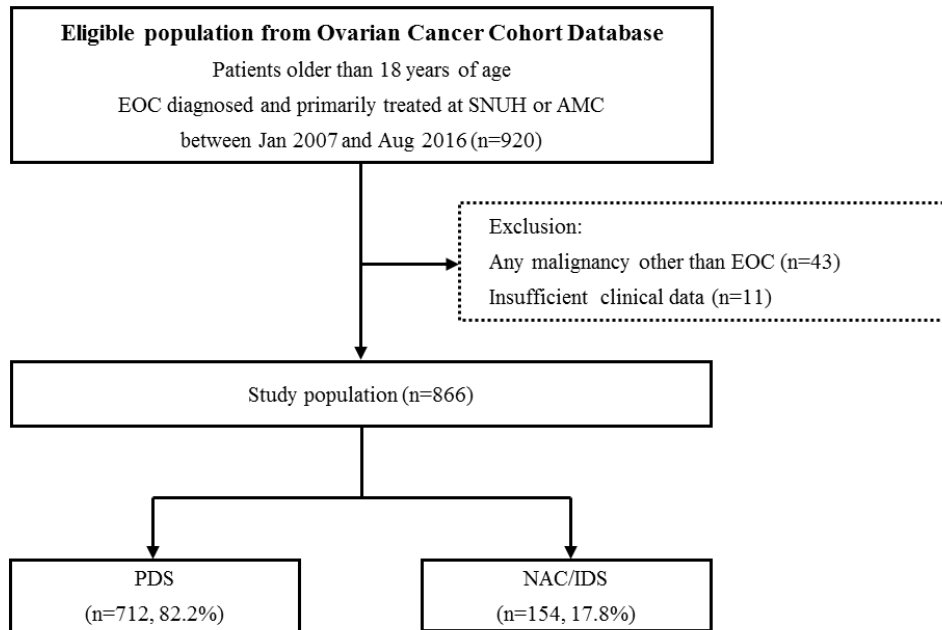 Eligible population from Ovarian Cancer Cohort Database
Patients older than 18 years of age
EOC diagnosed and primarily treated at SNUH or AMC
between Jan 2007 and Aug 2016 (n=920)
Exclusion:
Any malignancy other than EOC (n=43)
Insufficient clinical data (n=11)
Study population (n=866)
PDS
(n=712, 82.2%)
NAC/IDS
(n=154, 17.8%)